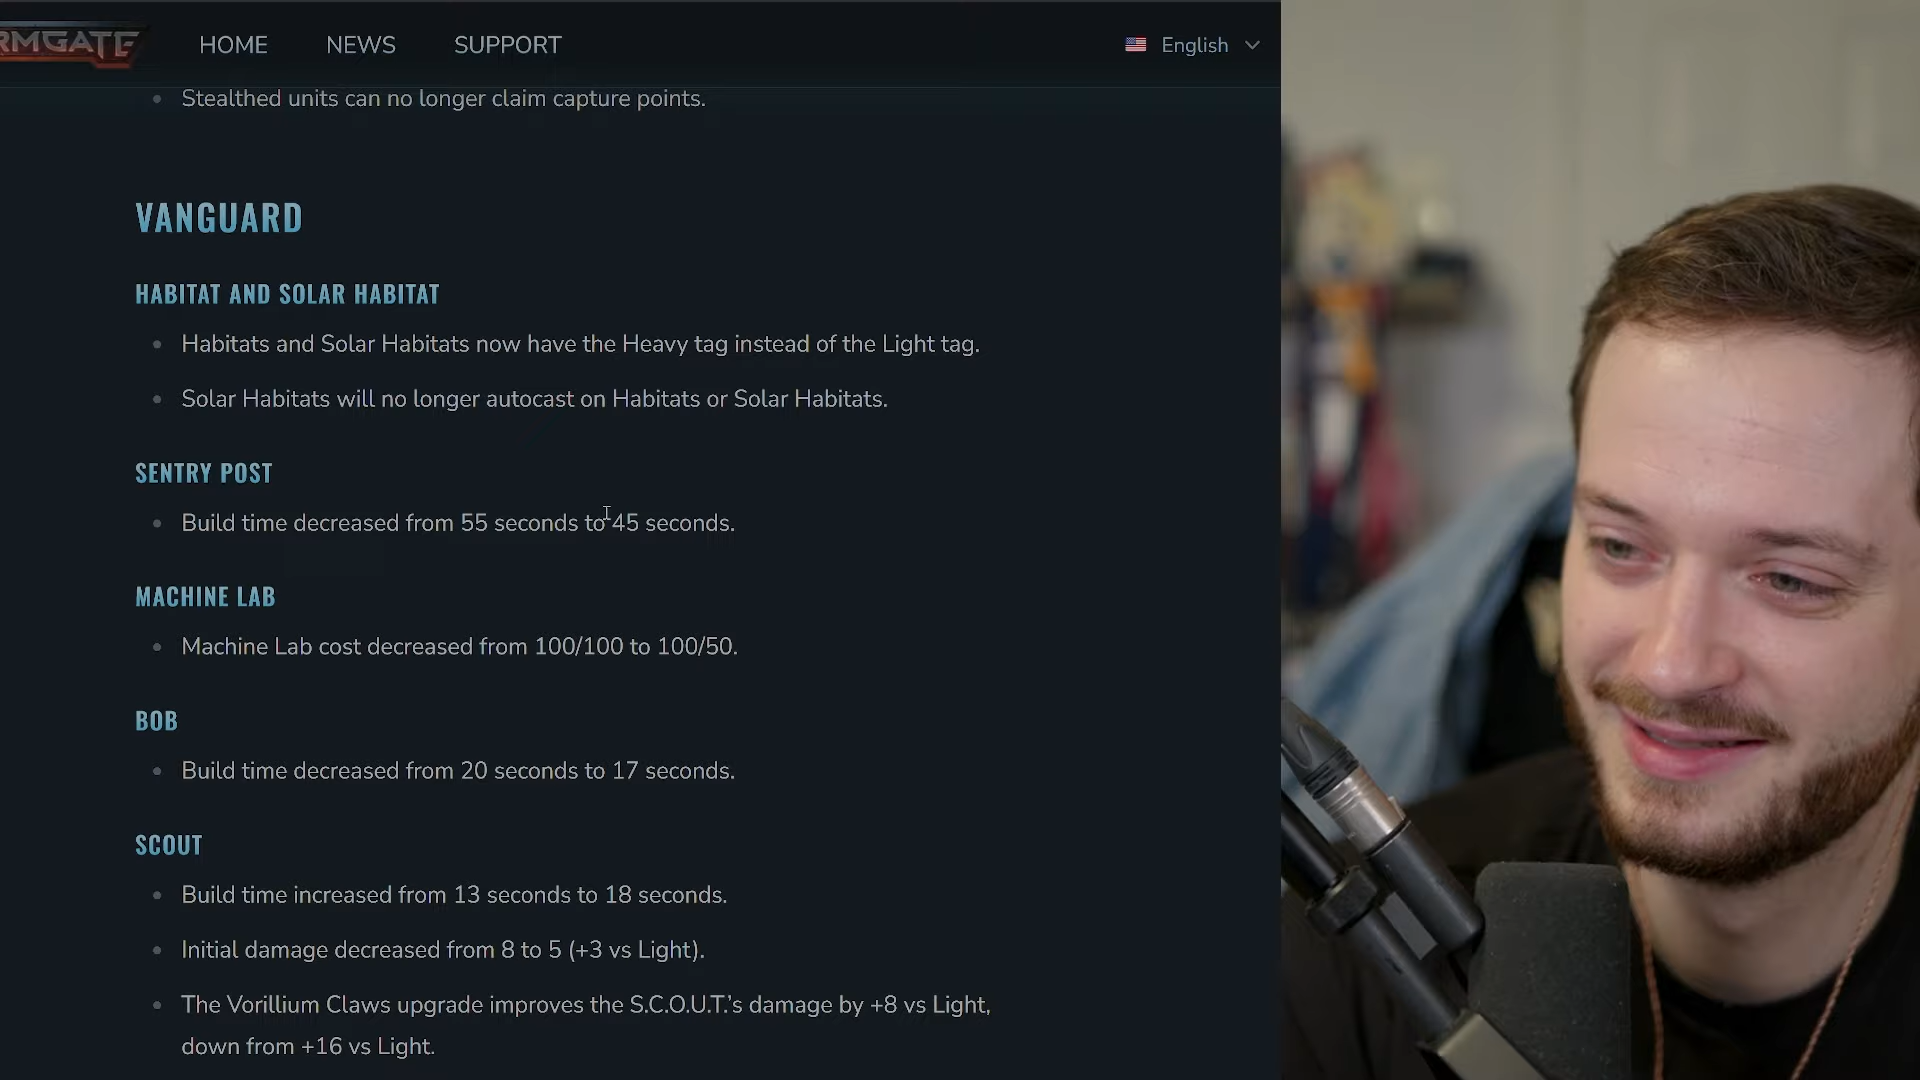 RMGATE
HOME
NEWS
SUPPORT
English
Stealthed units can no longer claim capture points.
VANGUARD
HABITAT AND SOLAR HABITAT
Habitats and Solar Habitats now have the Heavy tag instead of the Light tag.
Solar Habitats will no longer autocast on Habitats or Solar Habitats.
SENTRY POST
Build time decreased from 55 seconds to 45 seconds.
MACHINE LAB
Machine Lab cost decreased from 100/100 to 100/50.
BOB
Build time decreased from 20 seconds to 17 seconds.
SCOUT
Build time increased from 13 seconds to 18 seconds.
Initial damage decreased from 8 to 5 (+3 vs Light).
The Vorillium Claws upgrade improves the S.C.O.U.T.'s damage by +8 vs Light,
down from +16 vs Light.